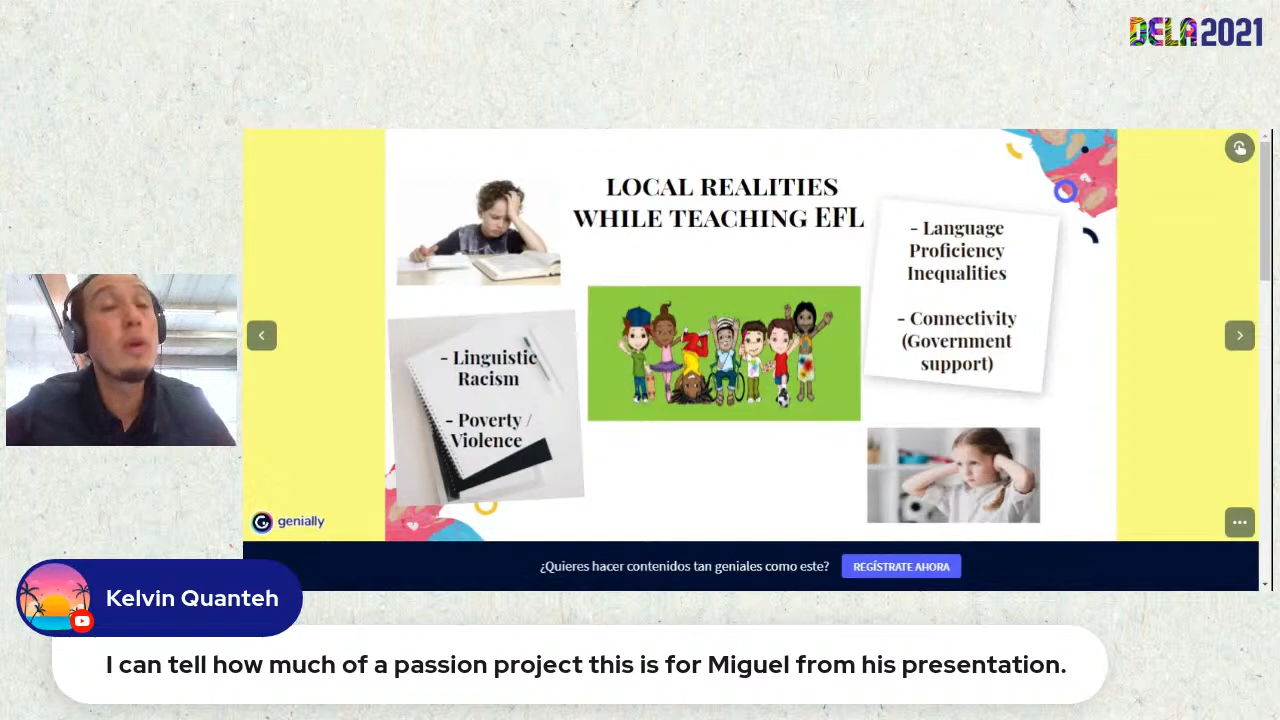 DELA 2021
LOCAL REALITIES
WHILE TEACHING EFL
- Language
Proficiency
Inequalities
- Connectivity
(Government
support)
- Linguistic
Racism
- Poverty /
Violence
genially
¿Quieres hacer contenidos tan geniales como este?
REGÍSTRATE AHORA
Kelvin Quanteh
I can tell how much of a passion project this is for Miguel from his presentation.